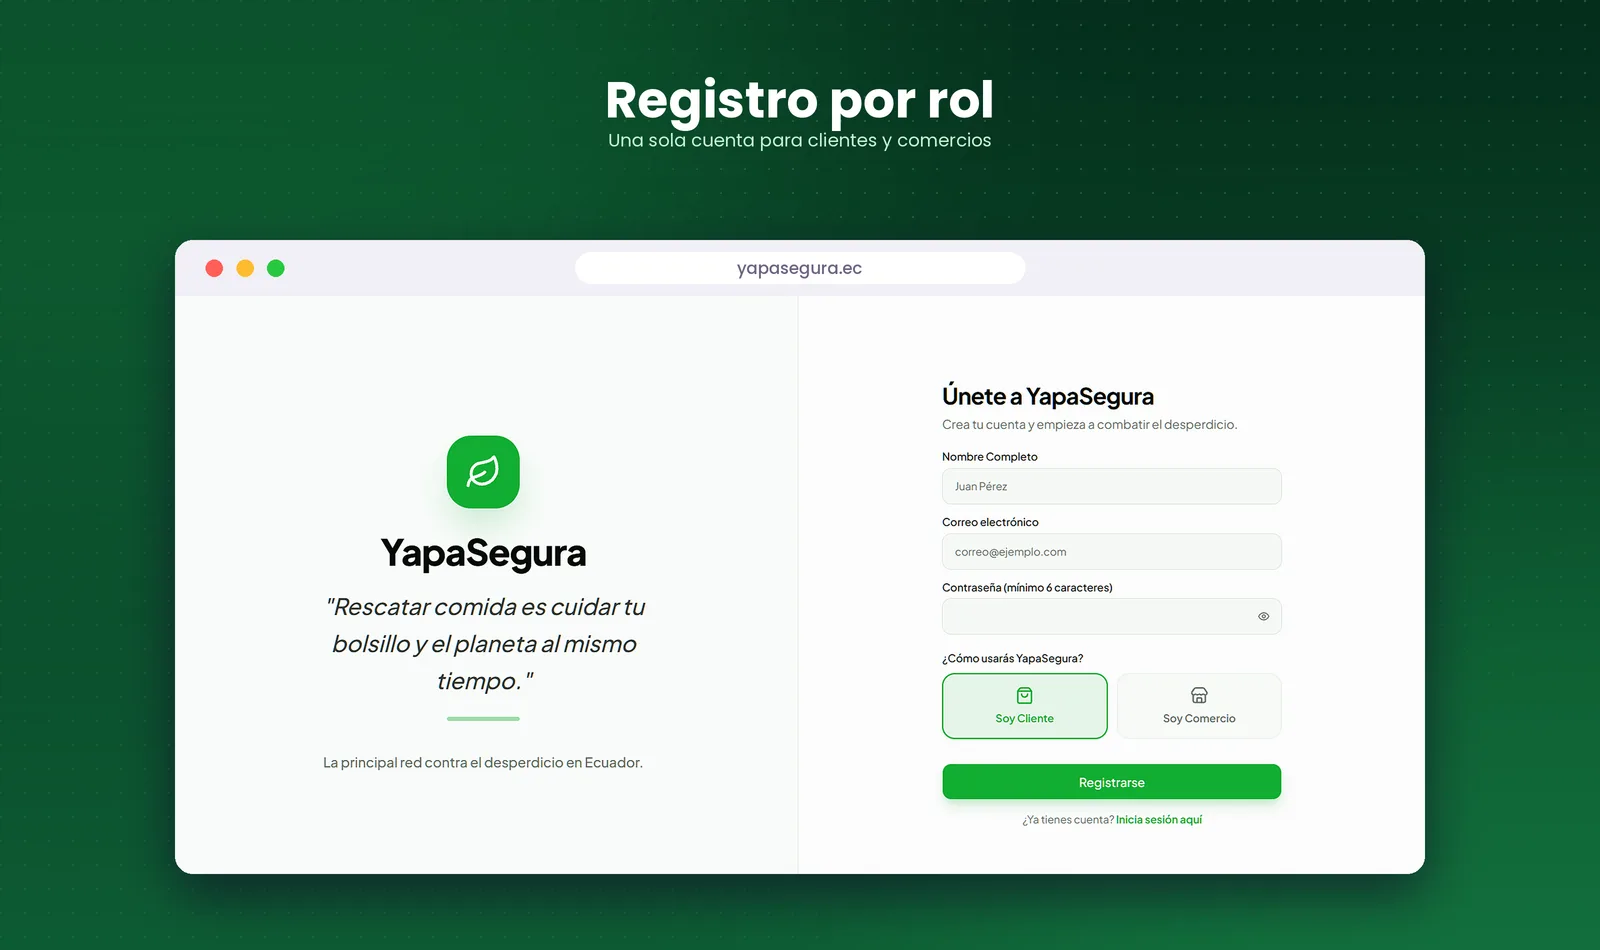 Registro por rol
Una sola cuenta para clientes y comercios
yapasegura.ec
YapaSegura
"Rescatar comida es cuidar tu
bolsillo y el planeta al mismo
tiempo."
La principal red contra el desperdicio en Ecuador.
Únete a YapaSegura
Crea tu cuenta y empieza a combatir el desperdicio.
Nombre Completo
Juan Pérez
Correo electrónico
correo@ejemplo.com
Contraseña (mínimo 6 caracteres)
¿Cómo usarás YapaSegura?
Soy Cliente
Soy Comercio
Registrarse
¿Ya tienes cuenta? Inicia sesión aquí